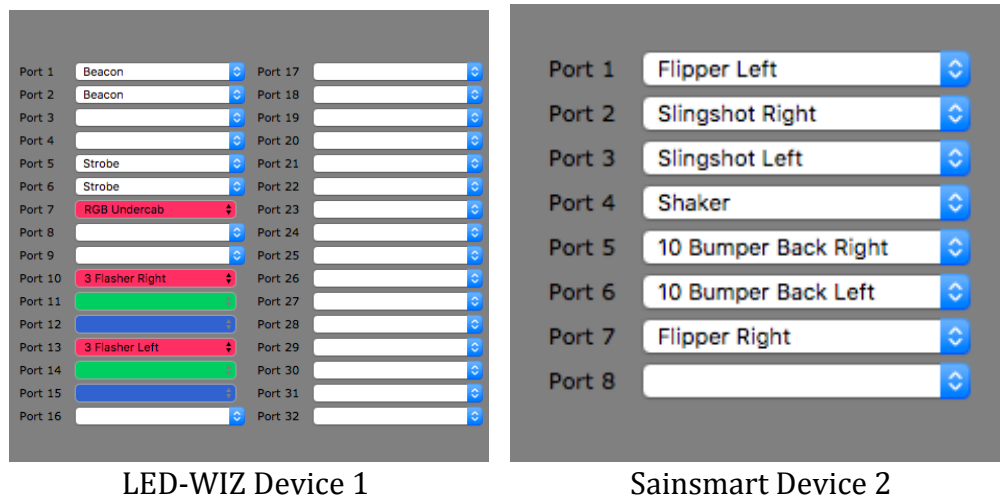 Port 1 Beacon Port 17
Port 2 Beacon Port 18
Port 3 Port 19
Port 4 Port 20
Port 5 Strobe Port 21
Port 6 Strobe Port 22
Port 7 RGB Undercab Port 23
Port 8 Port 24
Port 9 Port 25
Port 10 3 Flasher Right Port 26
Port 11 Port 27
Port 12 Port 28
Port 13 3 Flasher Left Port 29
Port 14 Port 30
Port 15 Port 31
Port 16 Port 32
LED-WIZ Device 1
Port 1 Flipper Left
Port 2 Slingshot Right
Port 3 Slingshot Left
Port 4 Shaker
Port 5 10 Bumper Back Right
Port 6 10 Bumper Back Left
Port 7 Flipper Right
Port 8
Sainsmart Device 2